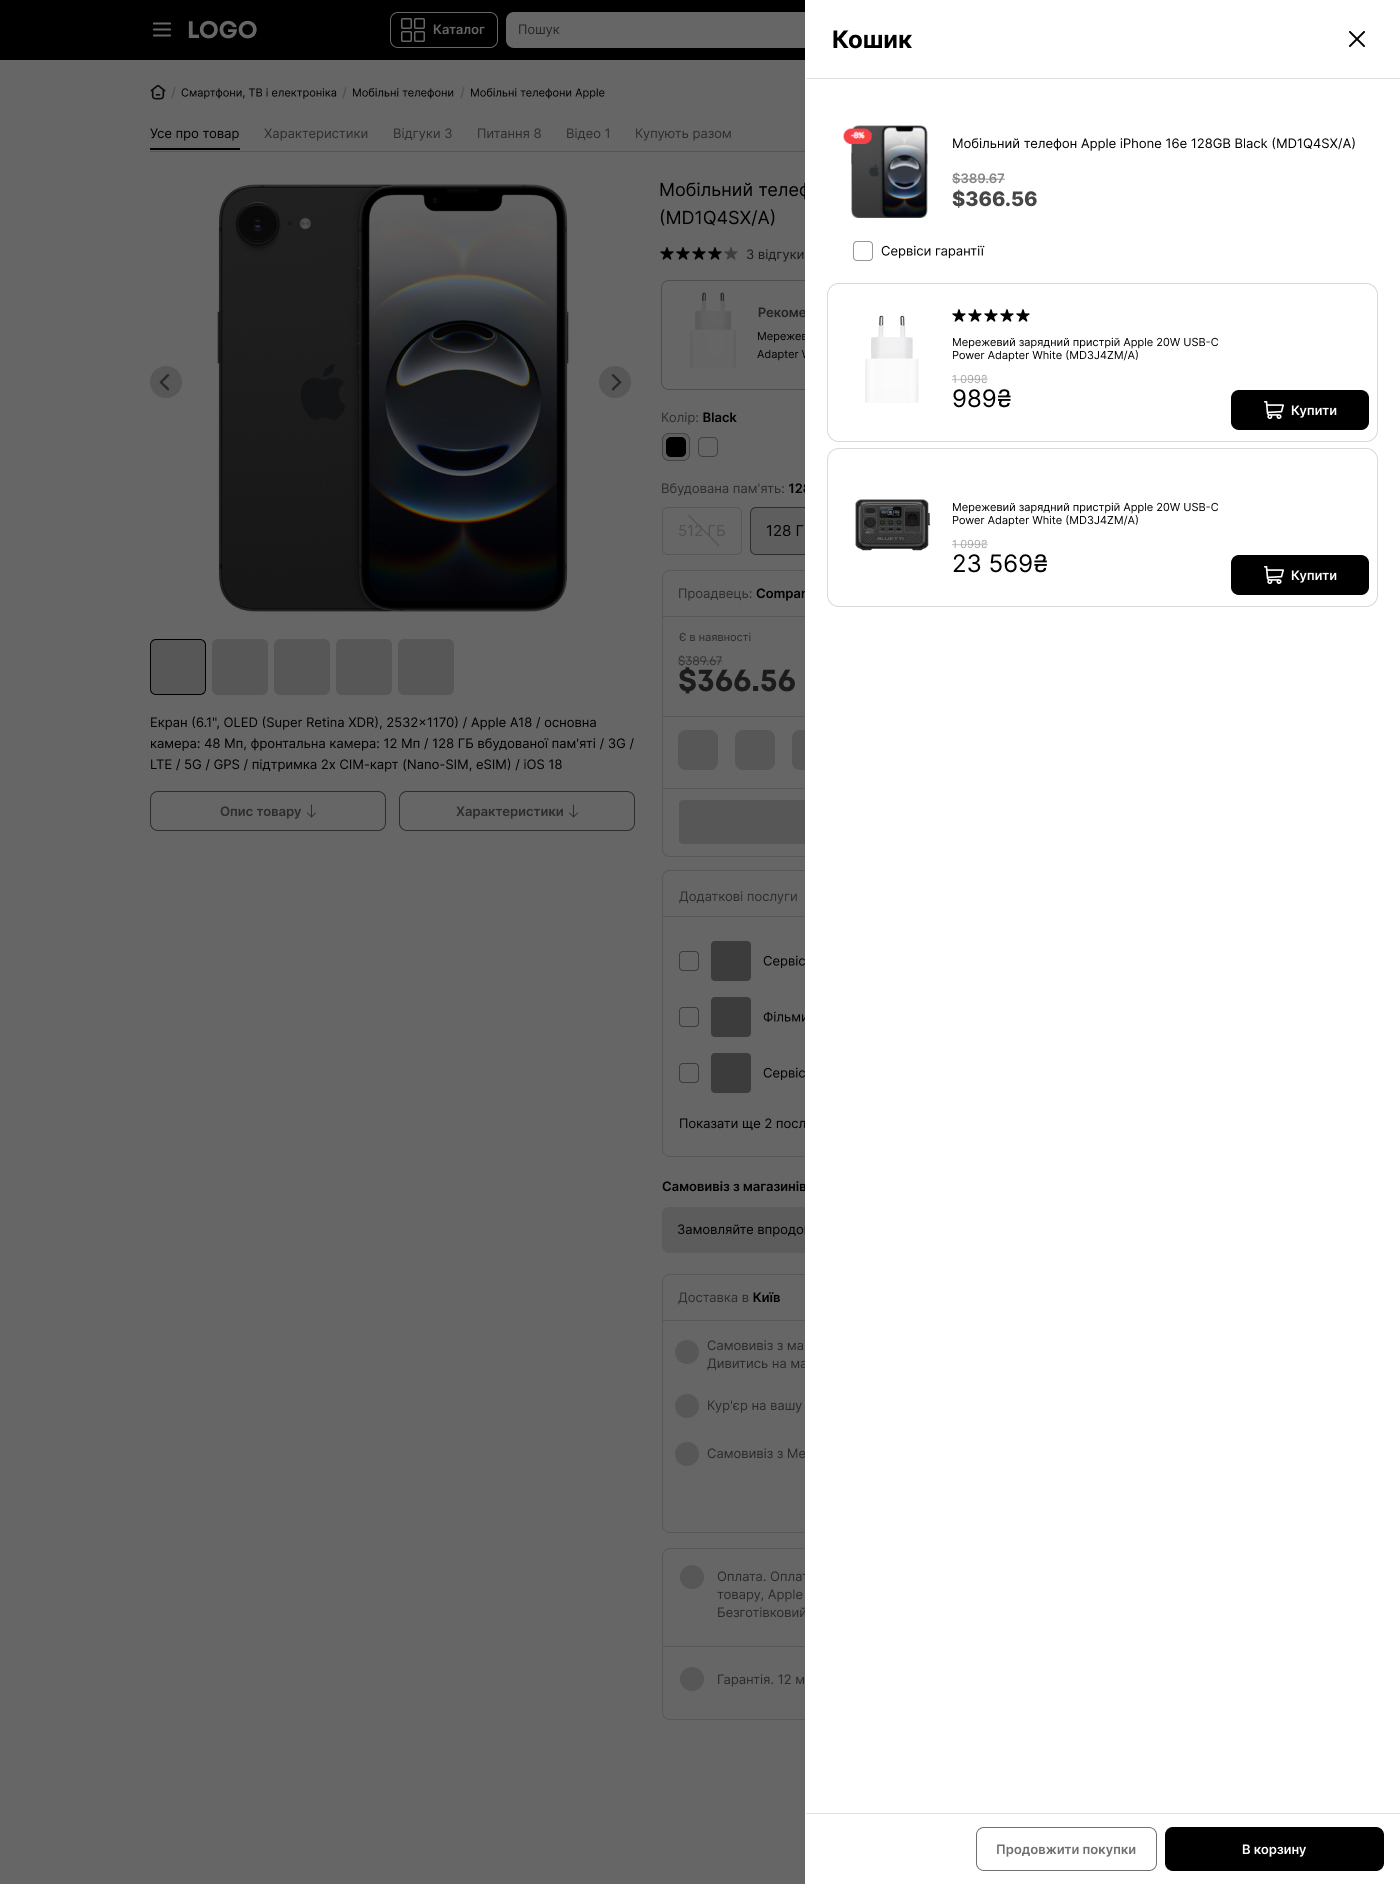 LOGO
Каталог
Пошук
Смартфони, ТВ і електроніка / Мобільні телефони / Мобільні телефони Apple
Усе про товар
Характеристики
Відгуки 3
Питання 8
Відео 1
Купують разом
Мобільний телеф
(MD1Q4SX/A)
3 відгуки
Рекоме
Мережев
Adapter W
Колір: Black
Вбудована пам'ять: 128
512 ГБ
128 Г
Проадвець: Compan
Є в наявності
$389.67
$366.56
Екран (6.1", OLED (Super Retina XDR), 2532×1170) / Apple A18 / основна
камера: 48 Мп, фронтальна камера: 12 Мп / 128 ГБ вбудованої пам'яті / 3G /
LTE / 5G / GPS / підтримка 2х СІМ-карт (Nano-SIM, eSIM) / iOS 18
Опис товару ↓
Характеристики ↓
Додаткові послуги
Сервіс
Фільми
Сервіс
Показати ще 2 посл
Самовивіз з магазинів
Замовляйте впродо
Доставка в Київ
Самовивіз з ма
Дивитись на ма
Кур'єр на вашу
Самовивіз з Ме
Оплата. Оплат
товару, Apple
Безготівковий
Гарантія. 12 м
Кошик
-8%
Мобільний телефон Apple iPhone 16e 128GB Black (MD1Q4SX/A)
$389.67
$366.56
Сервіси гарантії
Мережевий зарядний пристрій Apple 20W USB-C
Power Adapter White (MD3J4ZM/A)
1 099₴
989₴
Купити
BLUETTI
Мережевий зарядний пристрій Apple 20W USB-C
Power Adapter White (MD3J4ZM/A)
1 099₴
23 569₴
Купити
Продовжити покупки
В корзину